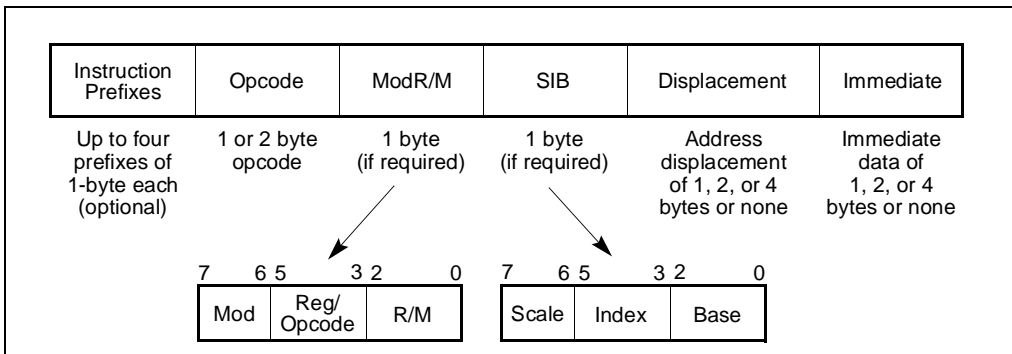 Instruction
Prefixes
Opcode
ModR/M
SIB
Displacement
Immediate
Up to four
prefixes of
1-byte each
(optional)
1 or 2 byte
opcode
1 byte
(if required)
1 byte
(if required)
Address
displacement
of 1, 2, or 4
bytes or none
Immediate
data of
1, 2, or 4
bytes or none
7 6 5 3 2 0
Mod
Reg/
Opcode
R/M
7 6 5 3 2 0
Scale
Index
Base